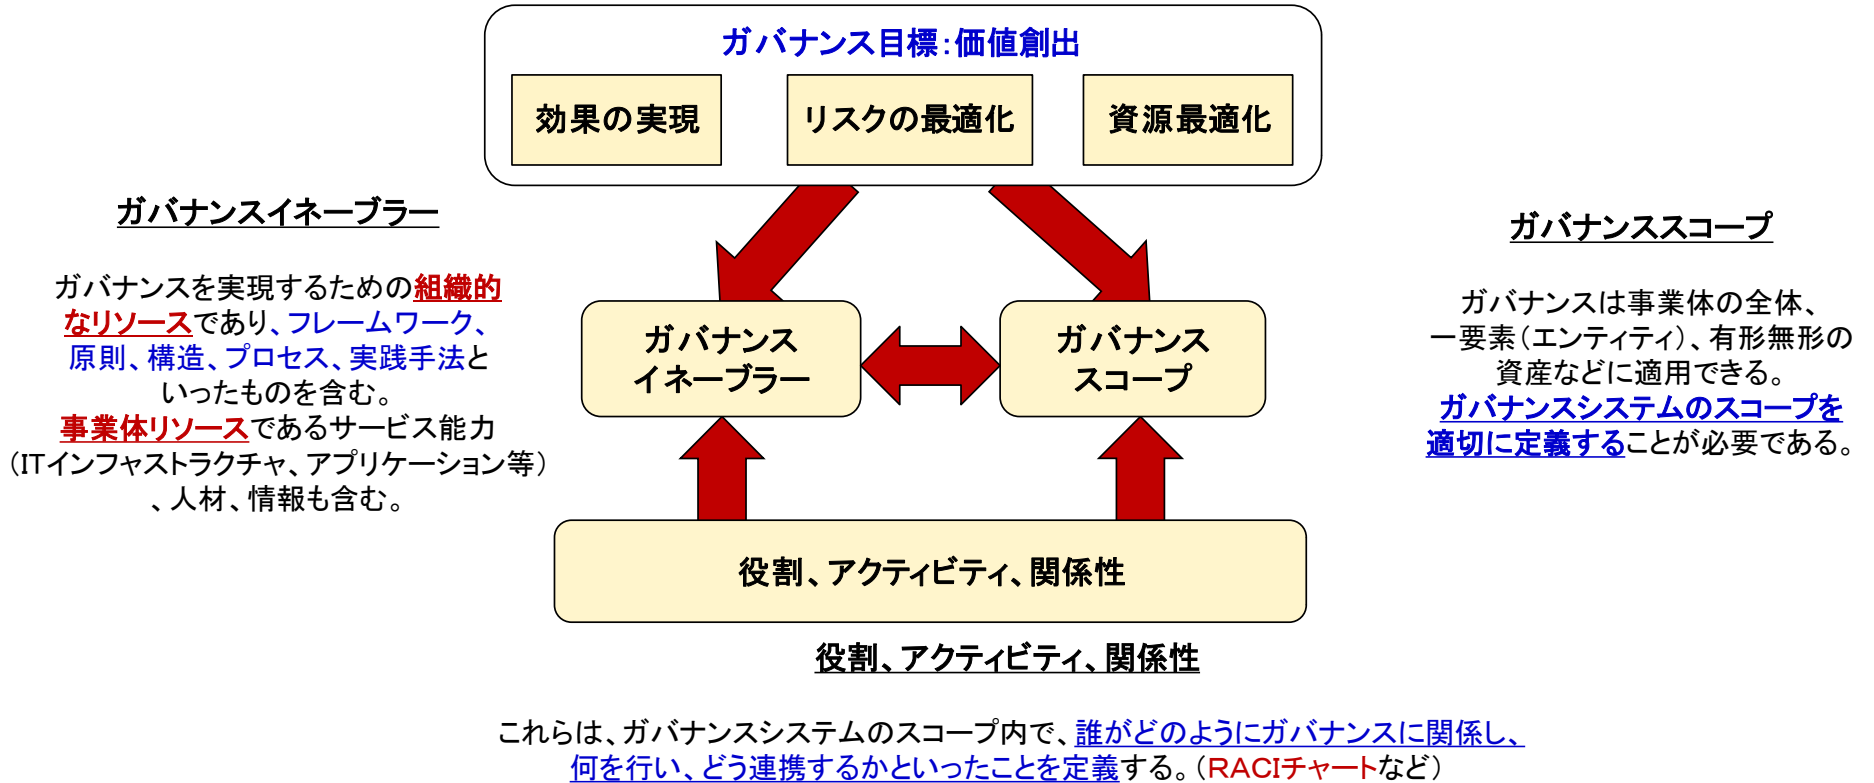 ガバナンス目標：価値創出
効果の実現
リスクの最適化
資源最適化
ガバナンスイネーブラー
ガバナンスを実現するための組織的
なリソースであり、フレームワーク、
原則、構造、プロセス、実践手法と
いったものを含む。
事業体リソースであるサービス能力
（ITインフャストラクチャ、アプリケーション等）
、人材、情報も含む。
ガバナンス
イネーブラー
ガバナンス
スコープ
ガバナンススコープ
ガバナンスは事業体の全体、
一要素（エンティティ）、有形無形の
資産などに適用できる。
ガバナンスシステムのスコープを
適切に定義することが必要である。
役割、アクティビティ、関係性
役割、アクティビティ、関係性
これらは、ガバナンスシステムのスコープ内で、誰がどのようにガバナンスに関係し、
何を行い、どう連携するかといったことを定義する。（RACIチャートなど）